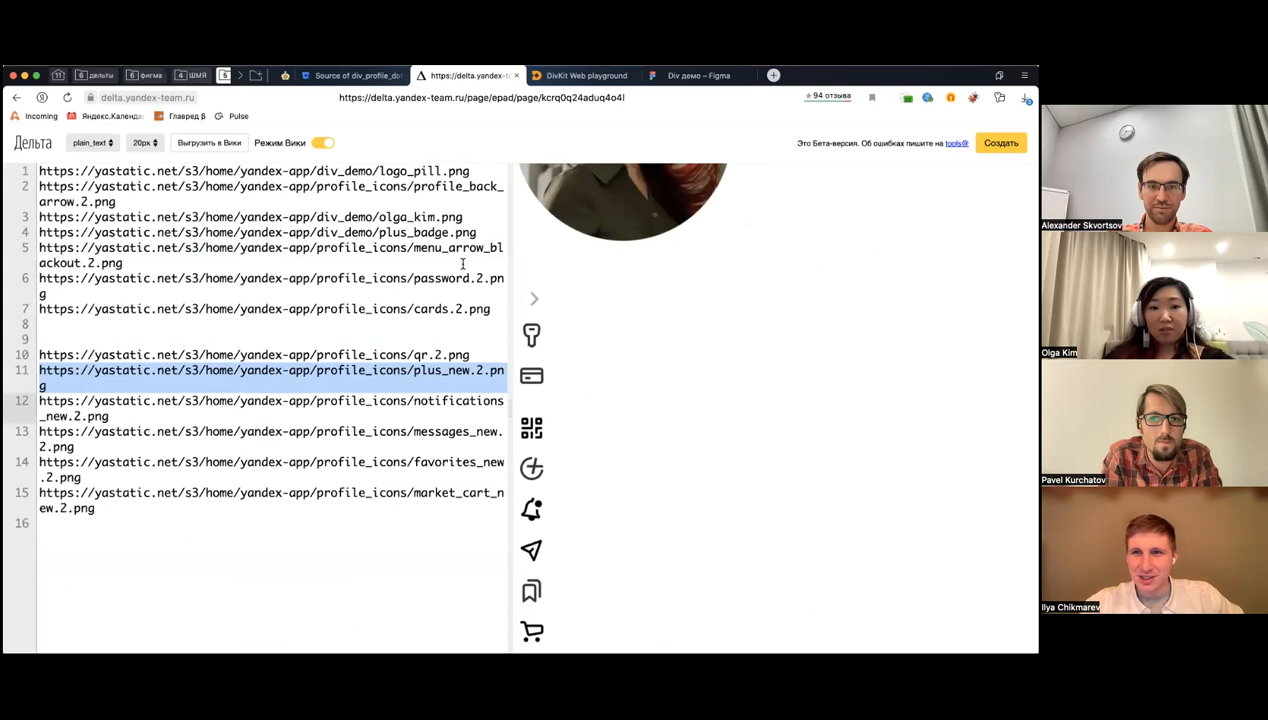 11
6 дельты
6 фигма
4 ШМЯ
5
Source of div_profile_dat
https://delta.yandex-t
DivKit Web playground
Div демо – Figma
delta.yandex-team.ru
https://delta.yandex-team.ru/page/epad/page/kcrq0q24aduq4o4l
94 отзыва
Incoming
Яндекс.Календа
Главред β
Pulse
Дельта
plain_text
20px
Выгрузить в Вики
Режим Вики
Это Бета-версия. Об ошибках пишите на tools@
Создать
1 https://yastatic.net/s3/home/yandex-app/div_demo/logo_pill.png
2 https://yastatic.net/s3/home/yandex-app/profile_icons/profile_back_
arrow.2.png
3 https://yastatic.net/s3/home/yandex-app/div_demo/olga_kim.png
4 https://yastatic.net/s3/home/yandex-app/div_demo/plus_badge.png
5 https://yastatic.net/s3/home/yandex-app/profile_icons/menu_arrow_bl
ackout.2.png
6 https://yastatic.net/s3/home/yandex-app/profile_icons/password.2.pn
g
7 https://yastatic.net/s3/home/yandex-app/profile_icons/cards.2.png
8
9
10 https://yastatic.net/s3/home/yandex-app/profile_icons/qr.2.png
11 https://yastatic.net/s3/home/yandex-app/profile_icons/plus_new.2.pn
g
12 https://yastatic.net/s3/home/yandex-app/profile_icons/notifications
_new.2.png
13 https://yastatic.net/s3/home/yandex-app/profile_icons/messages_new.
2.png
14 https://yastatic.net/s3/home/yandex-app/profile_icons/favorites_new
.2.png
15 https://yastatic.net/s3/home/yandex-app/profile_icons/market_cart_n
ew.2.png
16
Alexander Skvortsov
Olga Kim
Pavel Kurchatov
Ilya Chikmarev